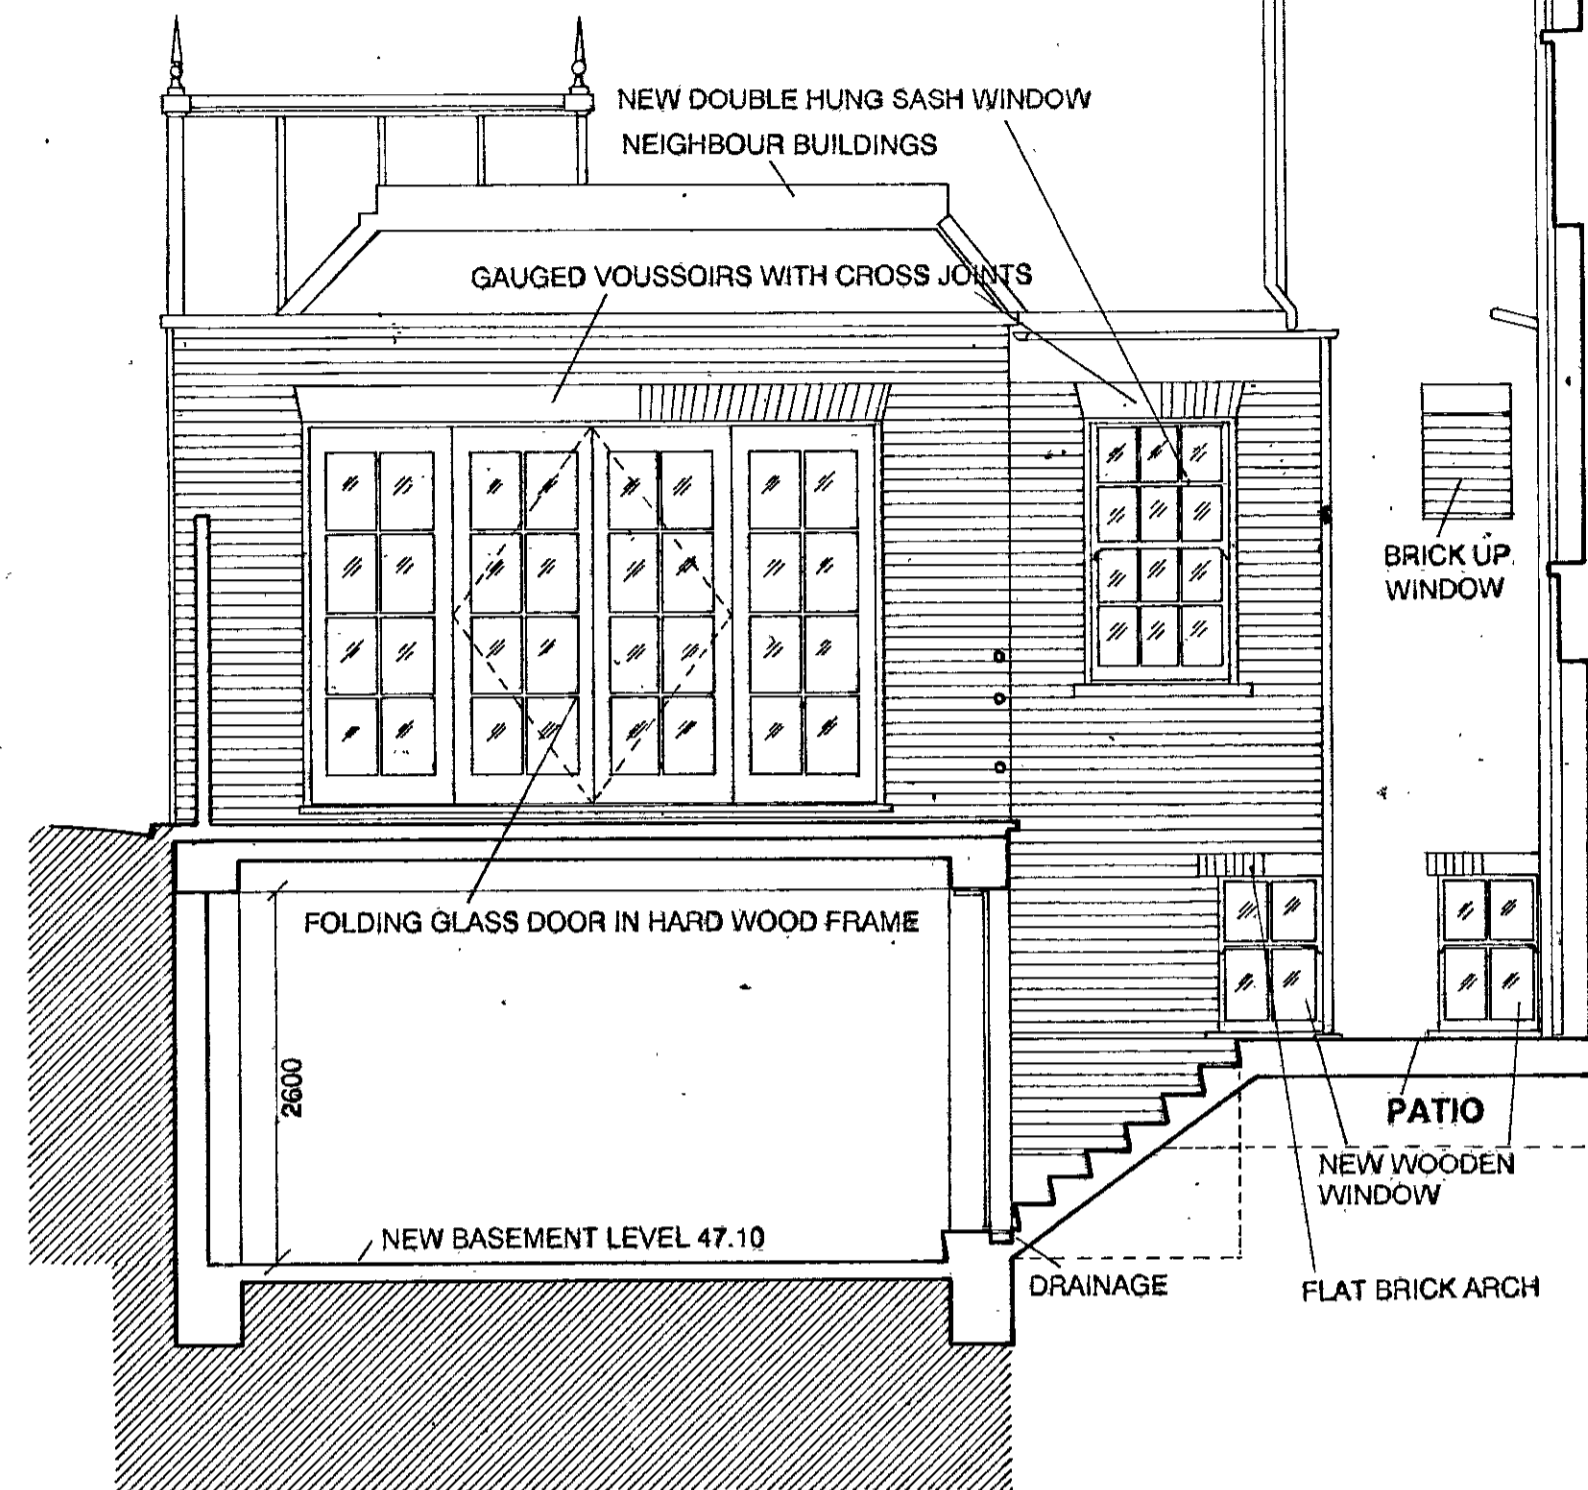 NEW DOUBLE HUNG SASH WINDOW
NEIGHBOUR BUILDINGS
GAUGED VOUSSOIRS WITH CROSS JOINTS
BRICK UP
WINDOW
FOLDING GLASS DOOR IN HARD WOOD FRAME
2600
PATIO
NEW WOODEN
WINDOW
NEW BASEMENT LEVEL 47.10
DRAINAGE
FLAT BRICK ARCH